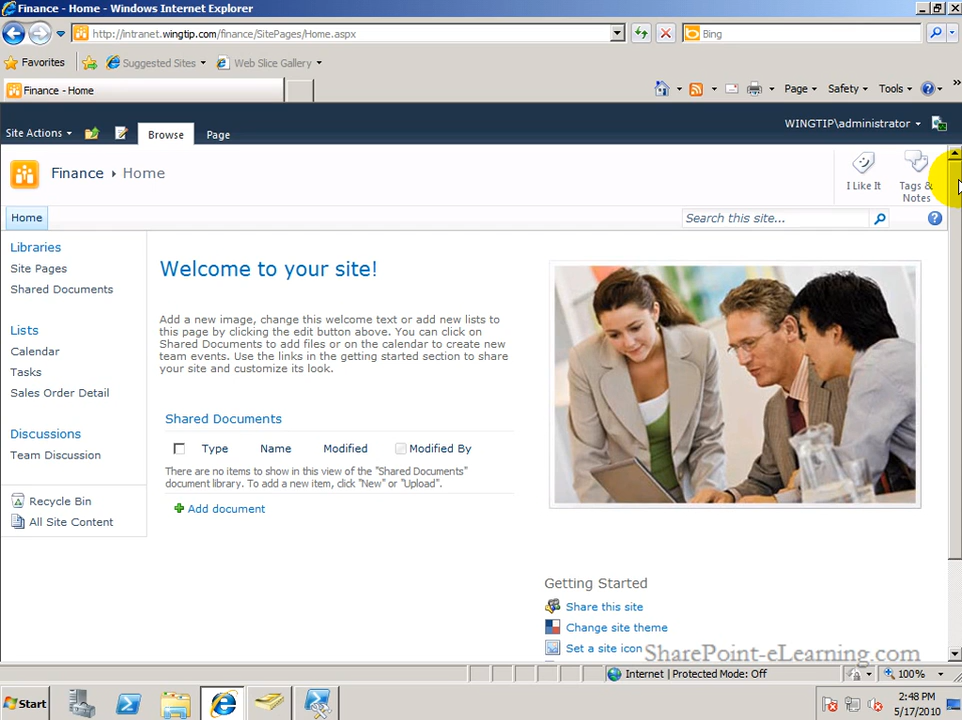 Finance - Home - Windows Internet Explorer
http://intranet.wingtip.com/finance/SitePages/Home.aspx
Bing
Favorites
Suggested Sites
Web Slice Gallery
Finance - Home
Page
Safety
Tools
Site Actions
Browse
Page
WINGTIP\administrator
Finance
Home
I Like It
Tags &
Notes
Home
Search this site...
Libraries
Site Pages
Shared Documents
Lists
Calendar
Tasks
Sales Order Detail
Discussions
Team Discussion
Recycle Bin
All Site Content
Welcome to your site!
Add a new image, change this welcome text or add new lists to
this page by clicking the edit button above. You can click on
Shared Documents to add files or on the calendar to create new
team events. Use the links in the getting started section to share
your site and customize its look.
Shared Documents
Type
Name
Modified
Modified By
There are no items to show in this view of the "Shared Documents"
document library. To add a new item, click "New" or "Upload".
Add document
Getting Started
Share this site
Change site theme
Set a site icon
SharePoint-eLearning.com
Internet | Protected Mode: Off
100%
Start
2:48 PM
5/17/2010